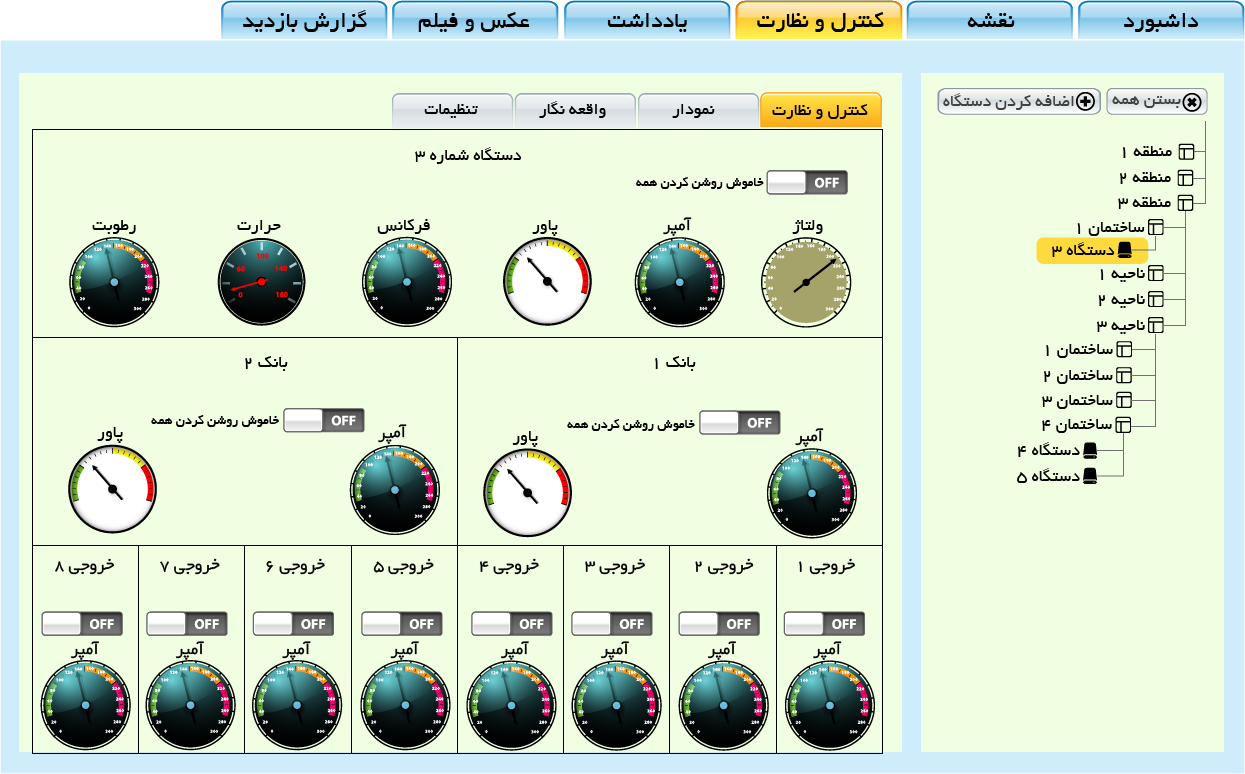 داشبورد
نقشه
کنترل و نظارت
یادداشت
عکس و فیلم
گزارش بازدید
بستن همه
اضافه کردن دستگاه
منطقه ۱
منطقه ۲
منطقه ۳
ساختمان ۱
دستگاه ۳
ناحیه ۱
ناحیه ۲
ناحیه ۳
ساختمان ۱
ساختمان ۲
ساختمان ۳
ساختمان ۴
دستگاه ۴
دستگاه ۵
کنترل و نظارت
نمودار
واقعه نگار
تنظیمات
دستگاه شماره ۳
OFF
خاموش روشن کردن همه
ولتاژ
آمپر
پاور
فرکانس
حرارت
0 60 100 140 180
رطوبت
بانک ۱
OFF
خاموش روشن کردن همه
آمپر
پاور
بانک ۲
OFF
خاموش روشن کردن همه
آمپر
پاور
خروجی ۱
OFF
آمپر
خروجی ۲
OFF
آمپر
خروجی ۳
OFF
آمپر
خروجی ۴
OFF
آمپر
خروجی ۵
OFF
آمپر
خروجی ۶
OFF
آمپر
خروجی ۷
OFF
آمپر
خروجی ۸
OFF
آمپر